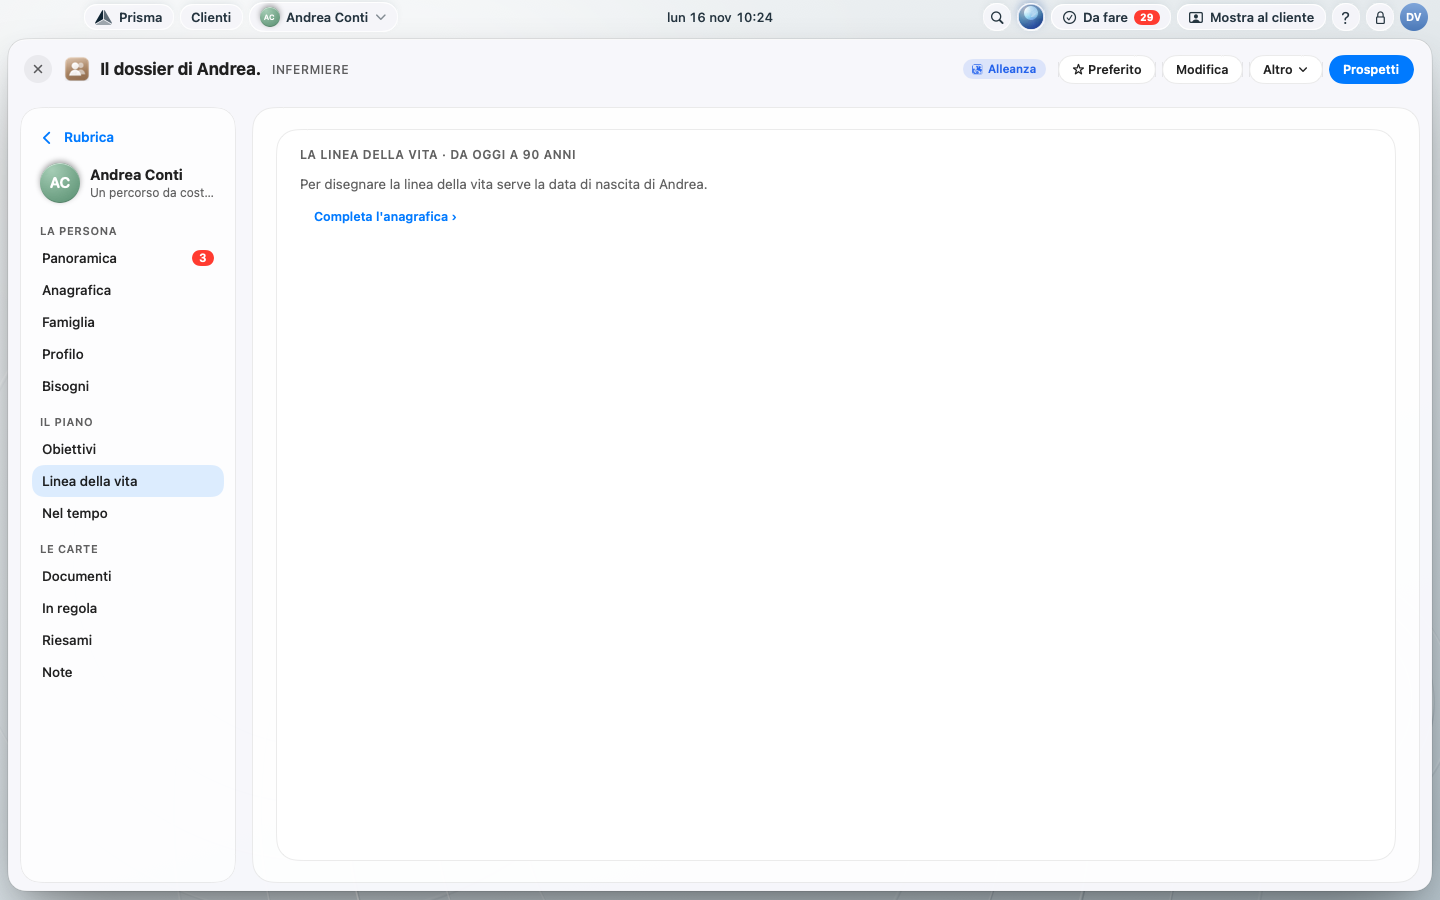 Prisma
Clienti
AC Andrea Conti
lun 16 nov 10:24
Da fare 29
Mostra al cliente
?
DV
Il dossier di Andrea. INFERMIERE
Alleanza
Preferito
Modifica
Altro
Prospetti
Rubrica
AC
Andrea Conti
Un percorso da cost...
LA PERSONA
Panoramica 3
Anagrafica
Famiglia
Profilo
Bisogni
IL PIANO
Obiettivi
Linea della vita
Nel tempo
LE CARTE
Documenti
In regola
Riesami
Note
LA LINEA DELLA VITA · DA OGGI A 90 ANNI
Per disegnare la linea della vita serve la data di nascita di Andrea.
Completa l'anagrafica ›